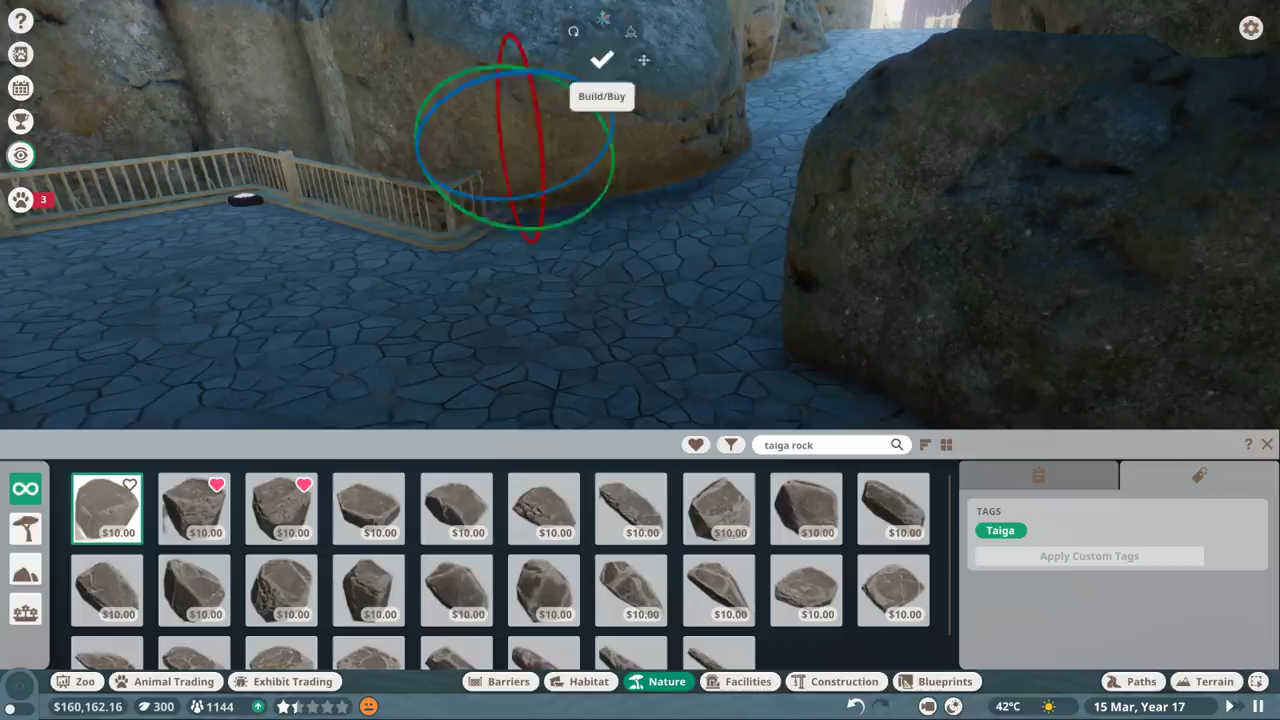 Build/Buy
3
taiga rock
?
$10.00 $10.00 $10.00 $10.00 $10.00 $10.00 $10.00 $10.00 $10.00 $10.00
TAGS
Taiga
Apply Custom Tags
$10.00 $10.00 $10.00 $10.00 $10.00 $10.00 $10.00 $10.00 $10.00 $10.00
Zoo Animal Trading Exhibit Trading Barriers Habitat Nature Facilities Construction Blueprints Paths Terrain
$160,162.16 300 1144 42°C 15 Mar, Year 17